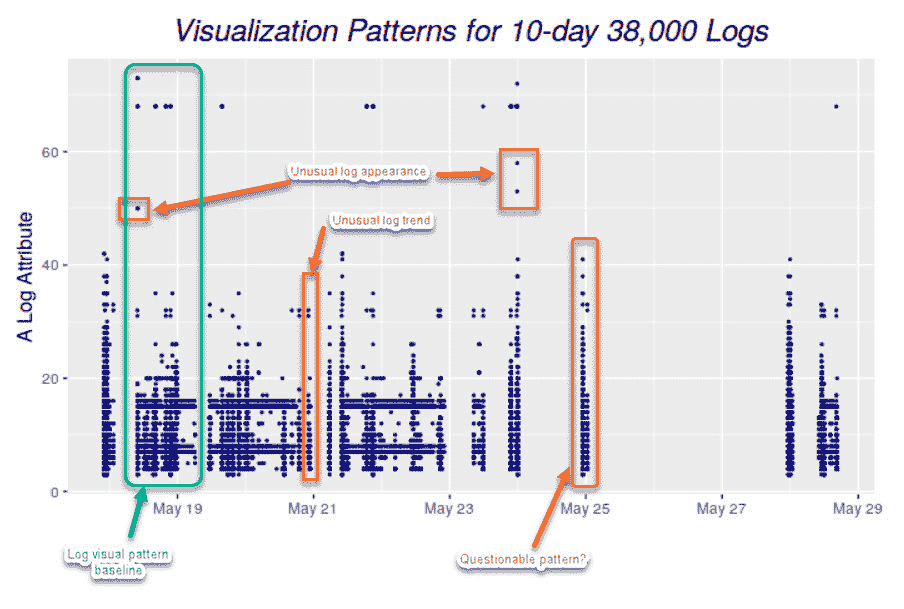 Visualization Patterns for 10-day 38,000 Logs
A Log Attribute
60
40
20
0
Unusual log appearance
Unusual log trend
May 19
May 21
May 23
May 25
May 27
May 29
Log visual pattern
baseline
Questionable pattern?